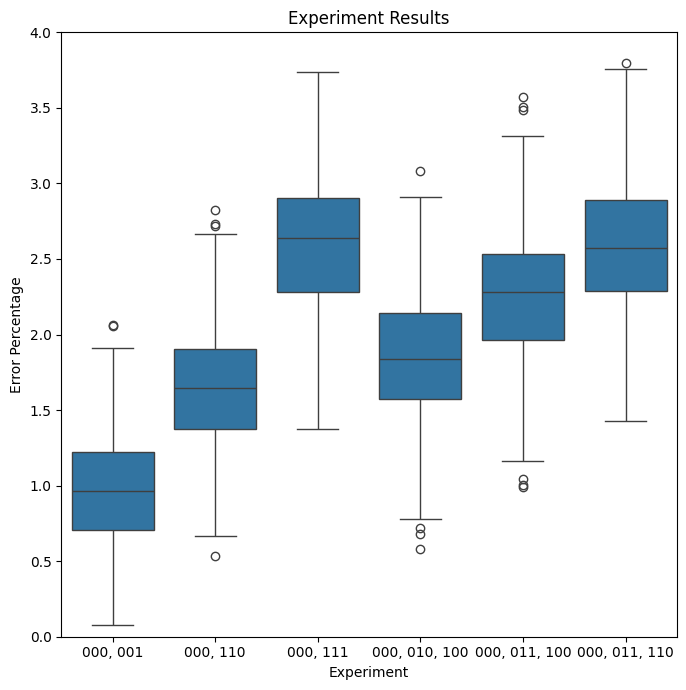 Experiment Results
Error Percentage
4.0
3.5
3.0
2.5
2.0
1.5
1.0
0.5
0.0
000, 001 000, 110 000, 111 000, 010, 100 000, 011, 100 000, 011, 110
Experiment